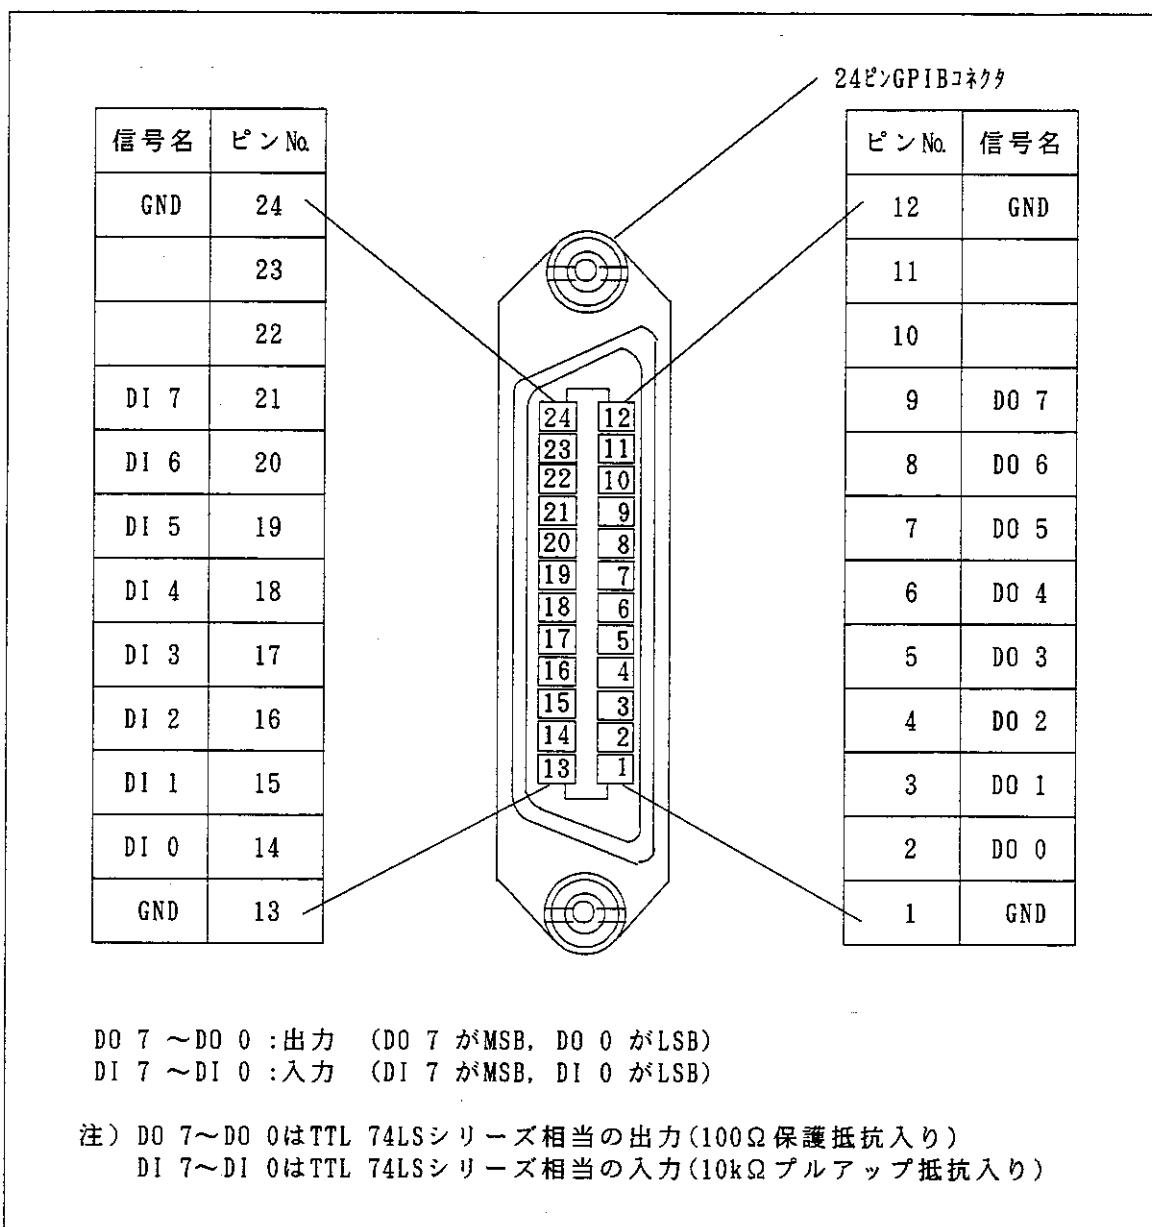 24ピンGPIBコネクタ
信号名 ピンNo.
GND 24
23
22
DI 7 21
DI 6 20
DI 5 19
DI 4 18
DI 3 17
DI 2 16
DI 1 15
DI 0 14
GND 13
24 12
23 11
22 10
21 9
20 8
19 7
18 6
17 5
16 4
15 3
14 2
13 1
ピンNo. 信号名
12 GND
11
10
9 DO 7
8 DO 6
7 DO 5
6 DO 4
5 DO 3
4 DO 2
3 DO 1
2 DO 0
1 GND
DO 7 ～DO 0 :出力 (DO 7 がMSB, DO 0 がLSB)
DI 7 ～DI 0 :入力 (DI 7 がMSB, DI 0 がLSB)
注) DO 7～DO 0はTTL 74LSシリーズ相当の出力(100Ω保護抵抗入り)
DI 7～DI 0はTTL 74LSシリーズ相当の入力(10kΩプルアップ抵抗入り)